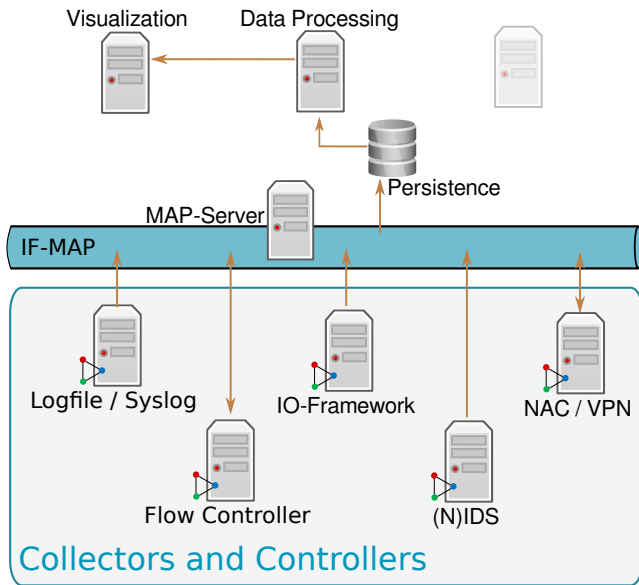 Visualization
Data Processing
Persistence
MAP-Server
IF-MAP
Logfile / Syslog
IO-Framework
NAC / VPN
Flow Controller
(N)IDS
Collectors and Controllers